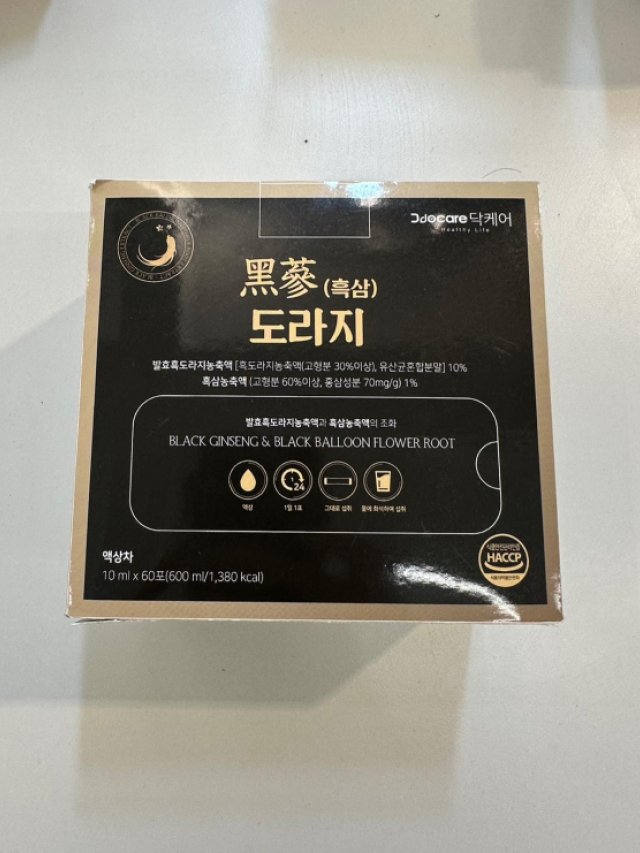 Ddocare 닥케어
Healthy Life
黑蔘 (흑삼)
도라지
발효흑도라지농축액 [흑도라지농축액(고형분 30%이상), 유산균혼합분말] 10%
흑삼농축액 (고형분 60%이상, 홍삼성분 70mg/g) 1%
발효흑도라지농축액과 흑삼농축액의 조화
BLACK GINSENG & BLACK BALLOON FLOWER ROOT
24
액상 1일 1포 그대로 섭취 물에 희석하여 섭취
HACCP
액상차
10 ml x 60포(600 ml/1,380 kcal)